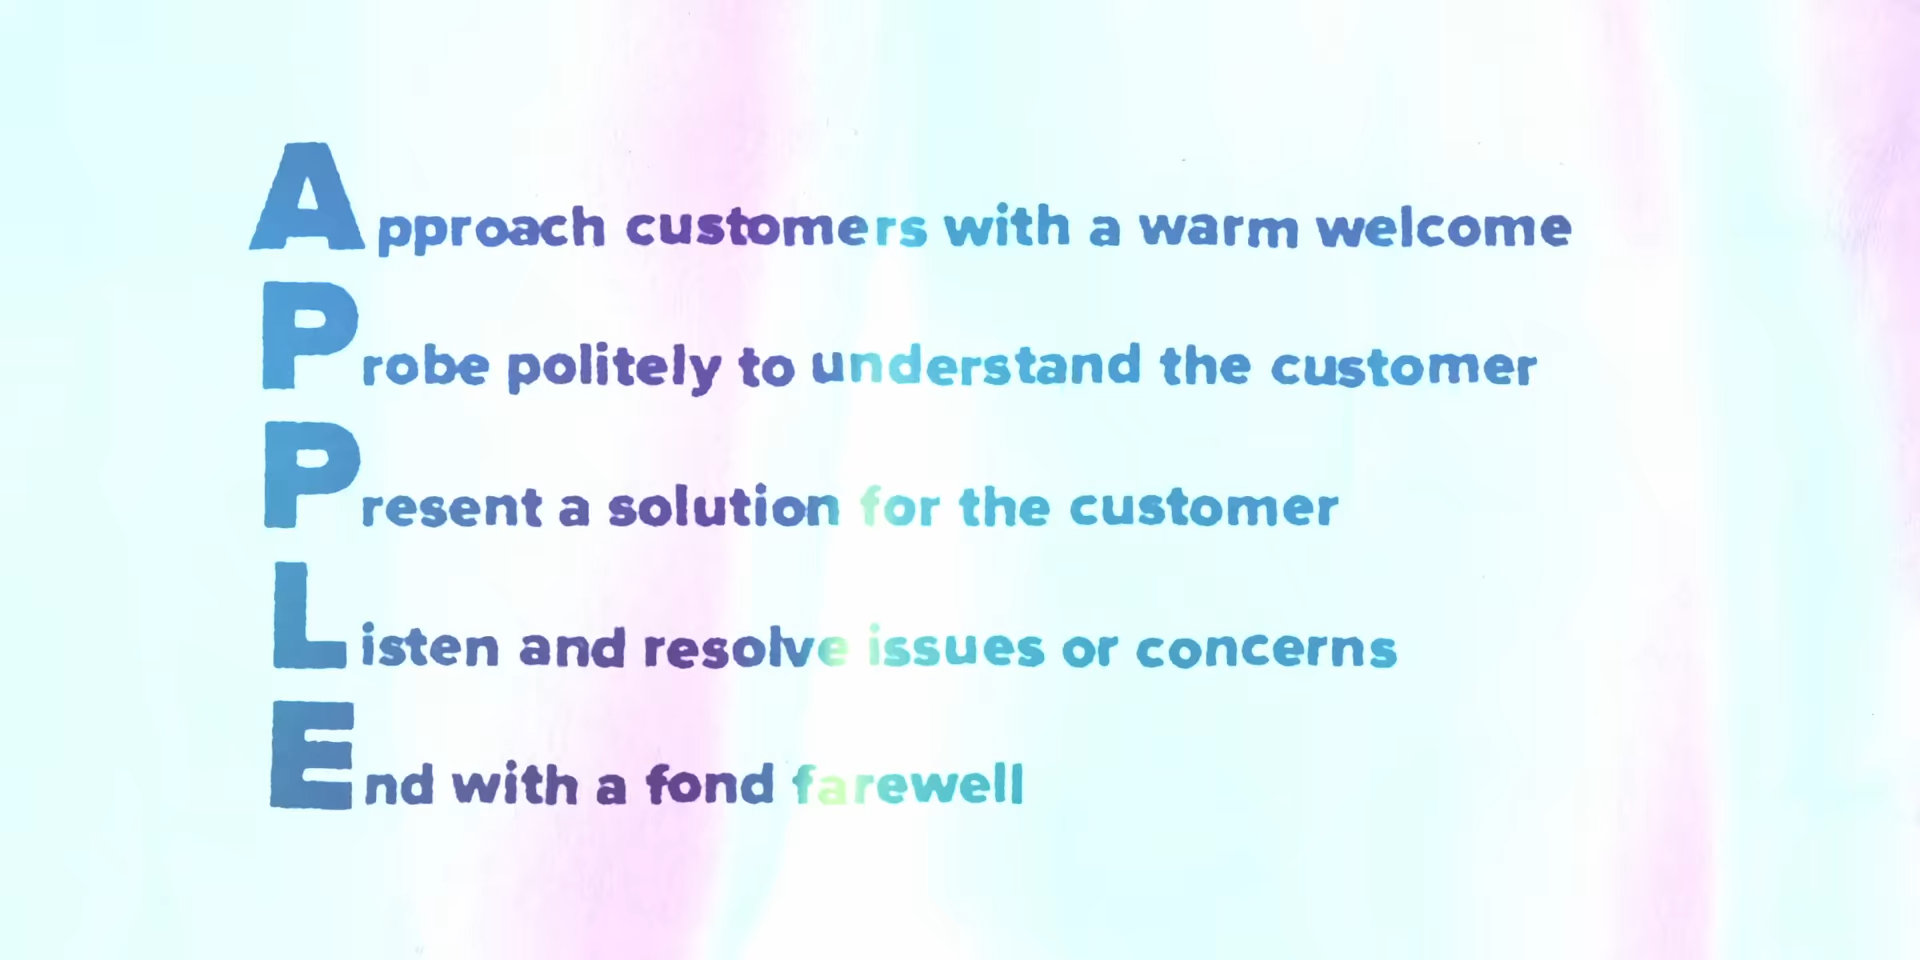 Approach customers with a warm welcome
Probe politely to understand the customer
Present a solution for the customer
Listen and resolve issues or concerns
End with a fond farewell